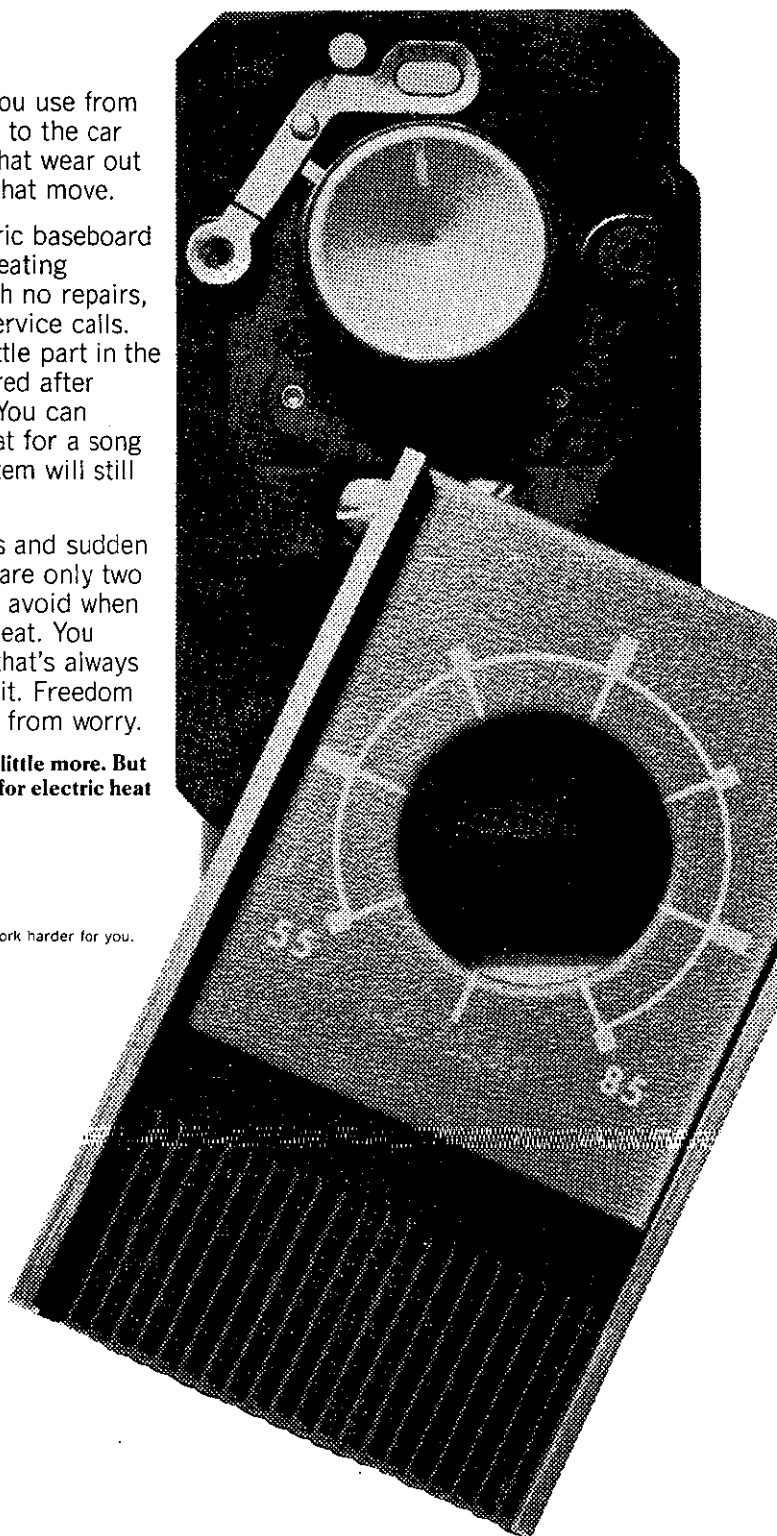 ou use from
to the car
hat wear out
hat move.
ric baseboard
eating
h no repairs,
ervice calls.
ttle part in the
red after
You can
at for a song
tem will still
s and sudden
are only two
avoid when
eat. You
that's always
it. Freedom
from worry.
little more. But
for electric heat
ork harder for you.
55
85